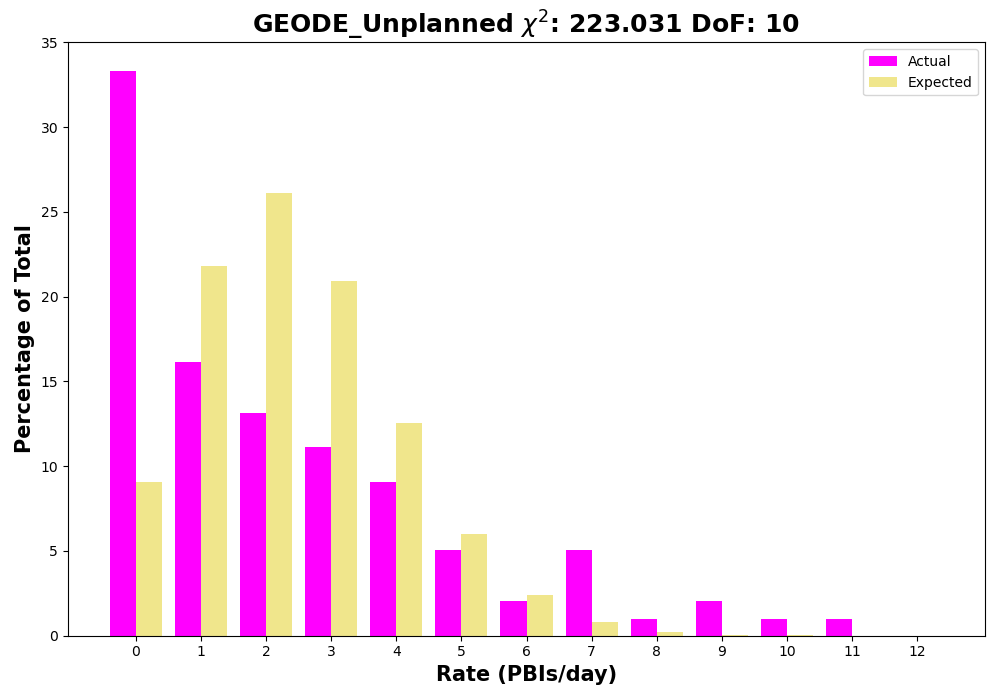 GEODE_Unplanned χ²: 223.031 DoF: 10
Actual
Expected
Percentage of Total
35
30
25
20
15
10
5
0
0 1 2 3 4 5 6 7 8 9 10 11 12
Rate (PBIs/day)